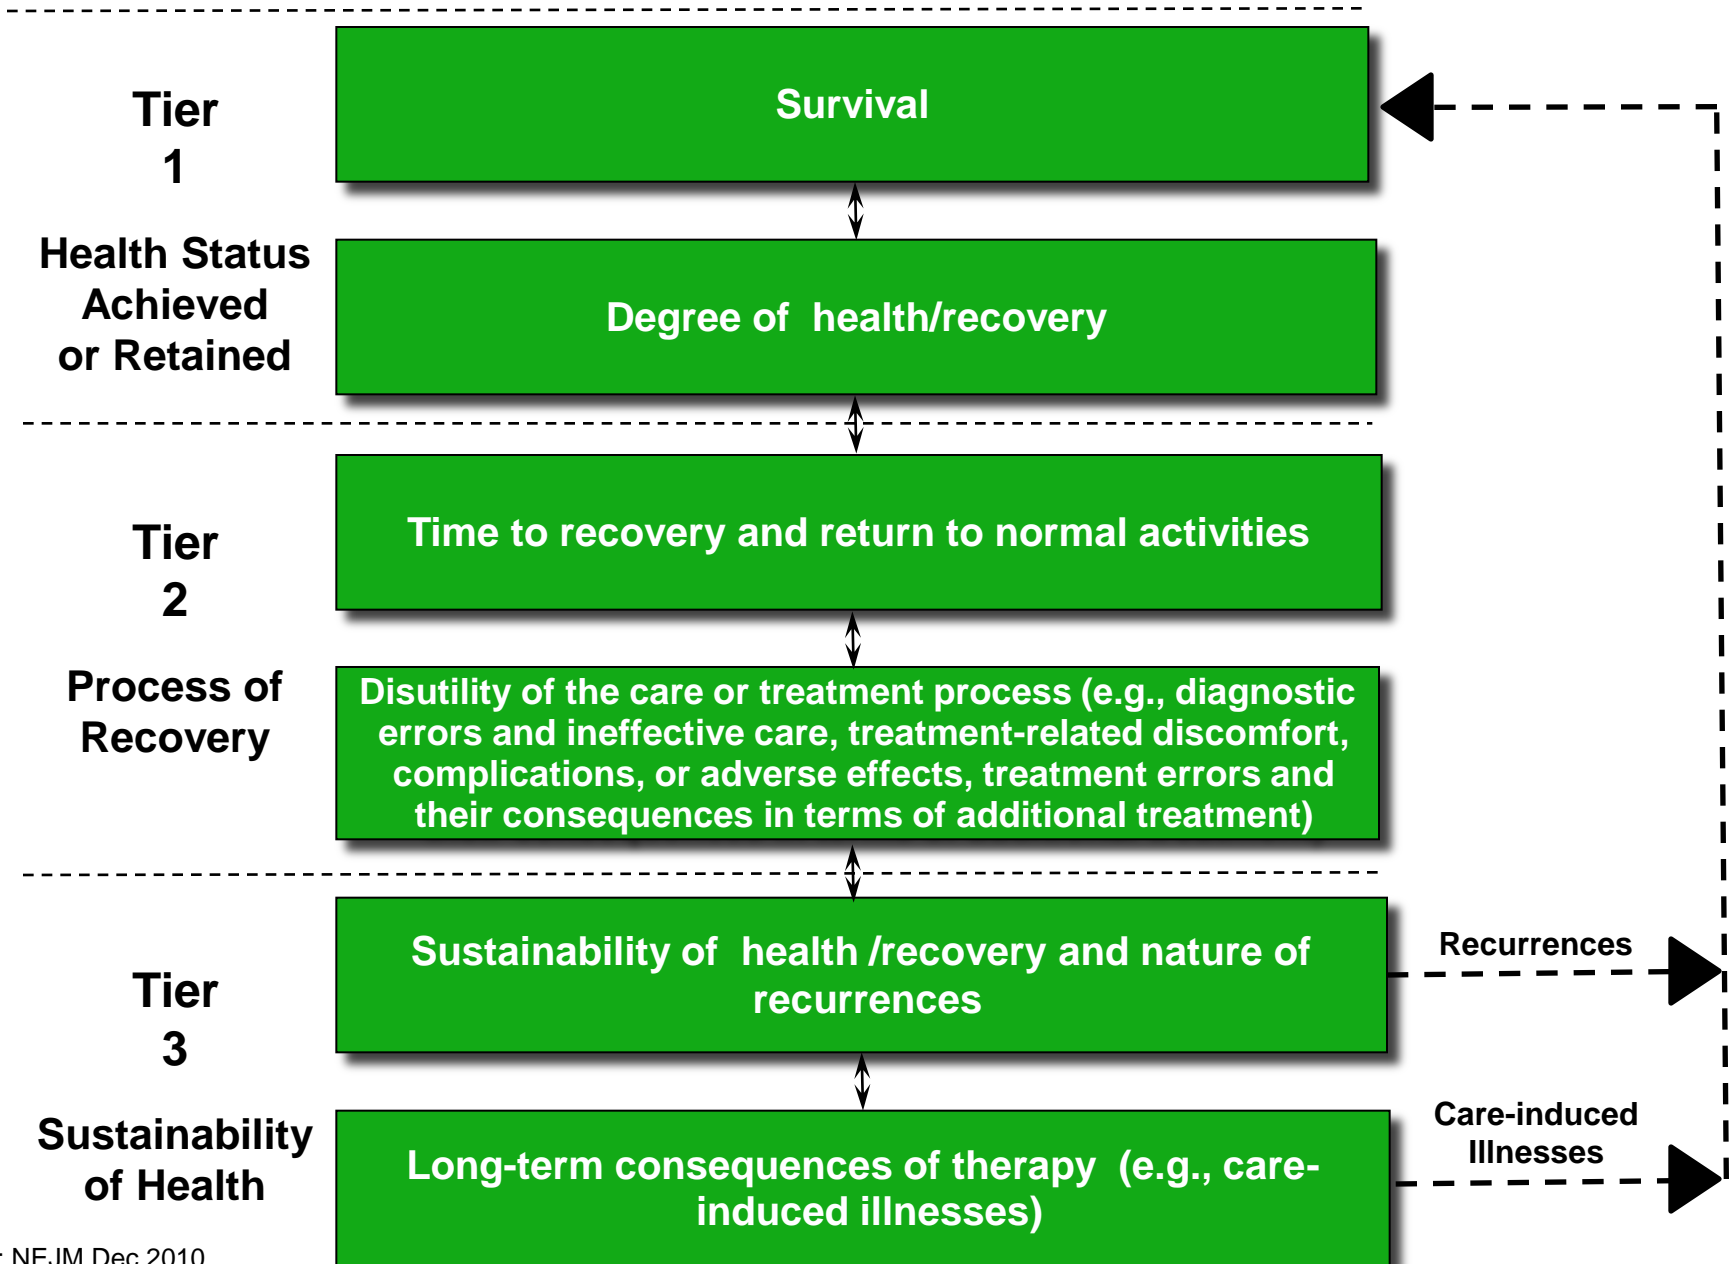 Tier
1
Health Status
Achieved
or Retained
Survival
Degree of health/recovery
Tier
2
Process of
Recovery
Time to recovery and return to normal activities
Disutility of the care or treatment process (e.g., diagnostic
errors and ineffective care, treatment-related discomfort,
complications, or adverse effects, treatment errors and
their consequences in terms of additional treatment)
Tier
3
Sustainability
of Health
Sustainability of health /recovery and nature of
recurrences
Recurrences
Long-term consequences of therapy (e.g., care-
induced illnesses)
Care-induced
Illnesses
: NEJM Dec 2010